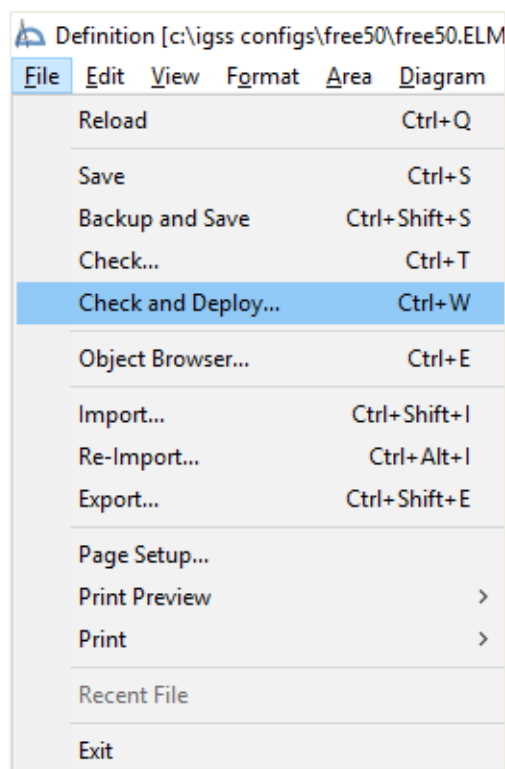 Definition [c:\igss configs\free50\free50.ELM
File Edit View Format Area Diagram
Reload Ctrl+Q
Save Ctrl+S
Backup and Save Ctrl+Shift+S
Check... Ctrl+T
Check and Deploy... Ctrl+W
Object Browser... Ctrl+E
Import... Ctrl+Shift+I
Re-Import... Ctrl+Alt+I
Export... Ctrl+Shift+E
Page Setup...
Print Preview >
Print >
Recent File
Exit